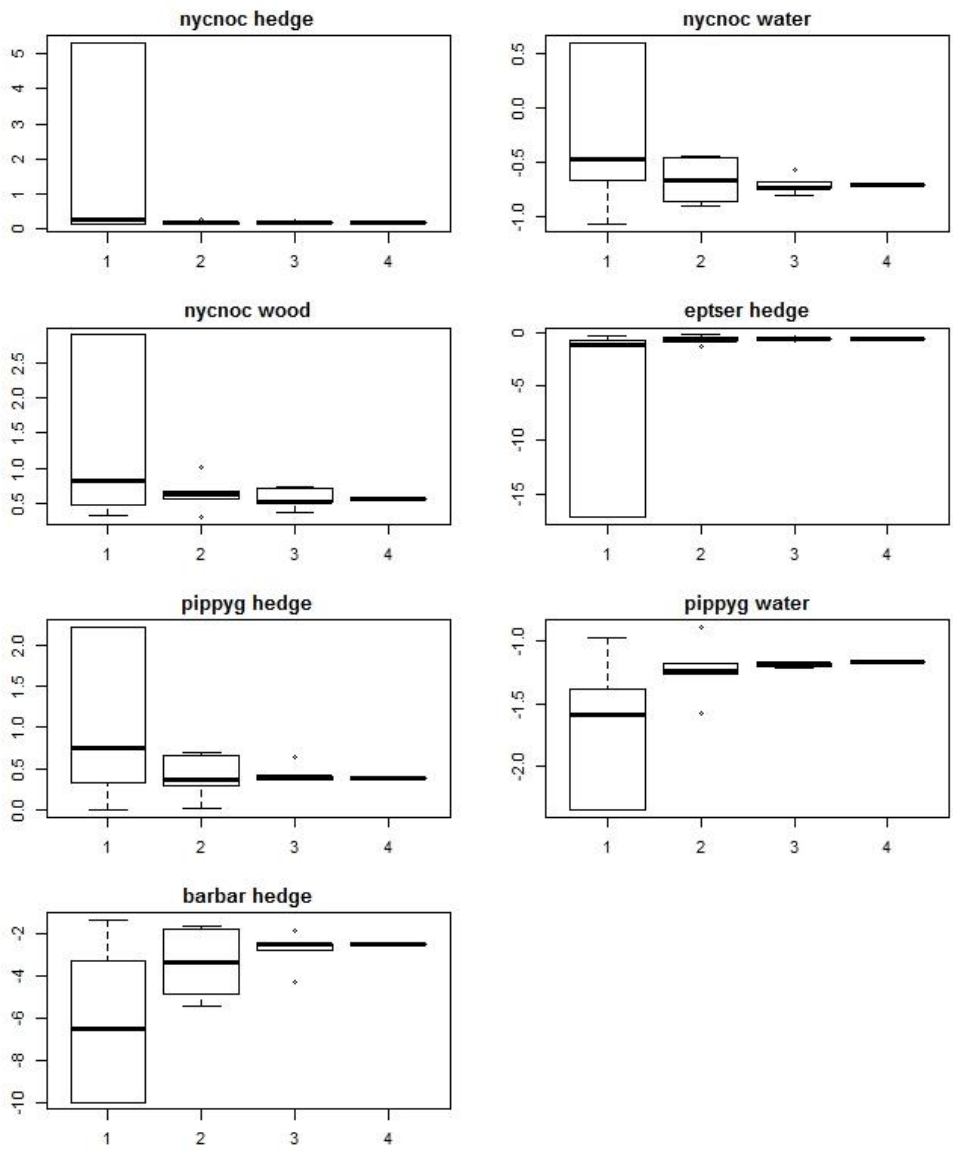 nycnoc hedge
5
4
3
2
1
0
1 2 3 4
nycnoc water
0.5
0.0
-0.5
-1.0
1 2 3 4
nycnoc wood
2.5
2.0
1.5
1.0
0.5
1 2 3 4
eptser hedge
0
-5
-10
-15
1 2 3 4
pippyg hedge
2.0
1.5
1.0
0.5
0.0
1 2 3 4
pippyg water
-1.0
-1.5
-2.0
1 2 3 4
barbar hedge
-2
-4
-6
-8
-10
1 2 3 4